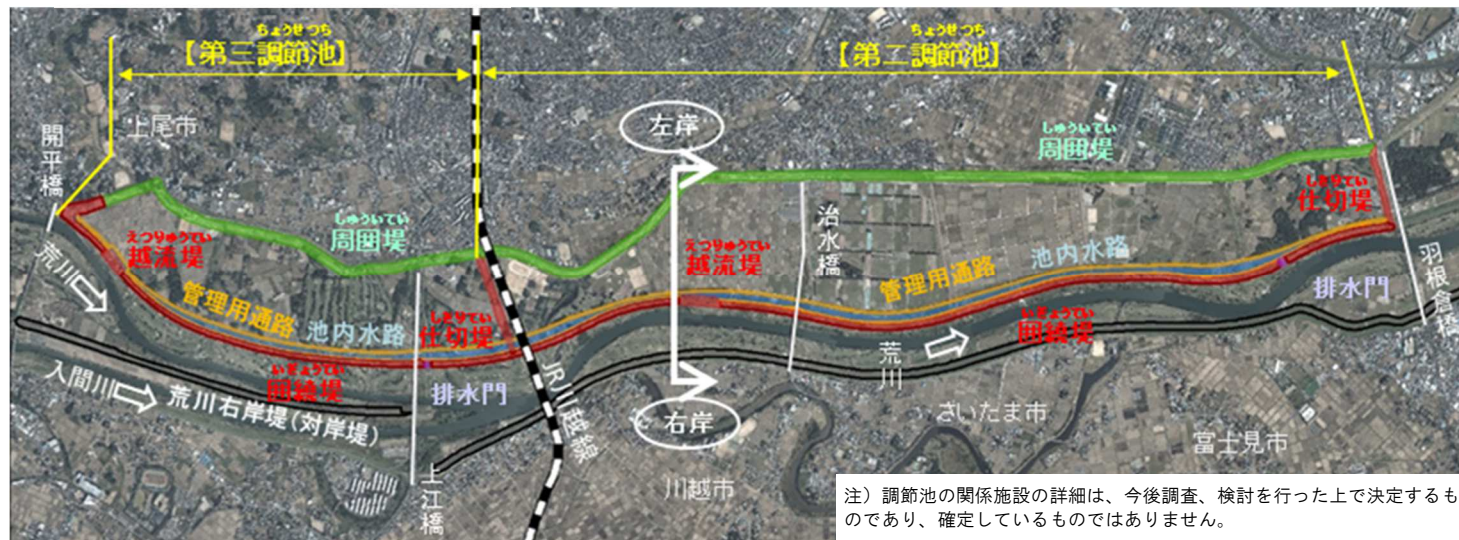 ちょうせつち
【第三調節池】
ちょうせつち
【第二調節池】
上尾市
開平橋
左岸
しゅういてい
周囲堤
しゅういてい
周囲堤
しきりてい
仕切堤
えつりゅうてい
越流堤
えつりゅうてい
越流堤
治水橋
荒川
管理用通路
池内水路
しきりてい
仕切堤
管理用通路
池内水路
排水門
羽根倉橋
いぎょうてい
囲繞堤
いぎょうてい
囲繞堤
入間川
荒川右岸堤(対岸堤)
排水門
JR川越線
荒川
右岸
さいたま市
富士見市
上江橋
川越市
注）調節池の関係施設の詳細は、今後調査、検討を行った上で決定するも
のであり、確定しているものではありません。